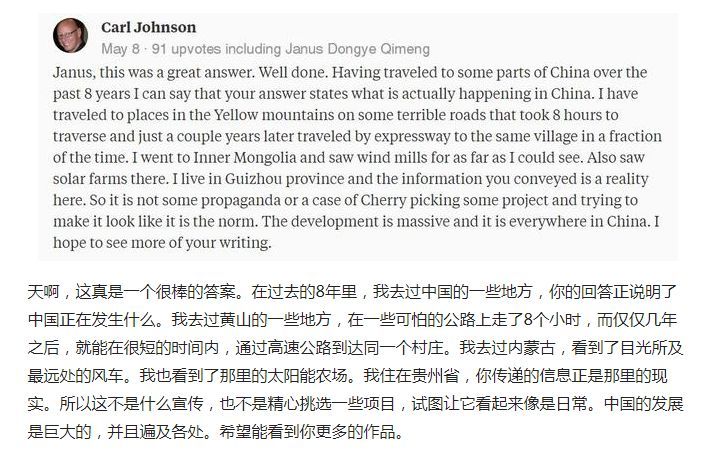 Carl Johnson
May 8 · 91 upvotes including Janus Dongye Qimeng
Janus, this was a great answer. Well done. Having traveled to some parts of China over the
past 8 years I can say that your answer states what is actually happening in China. I have
traveled to places in the Yellow mountains on some terrible roads that took 8 hours to
traverse and just a couple years later traveled by expressway to the same village in a fraction
of the time. I went to Inner Mongolia and saw wind mills for as far as I could see. Also saw
solar farms there. I live in Guizhou province and the information you conveyed is a reality
here. So it is not some propaganda or a case of Cherry picking some project and trying to
make it look like it is the norm. The development is massive and it is everywhere in China. I
hope to see more of your writing.
天啊，这真是一个很棒的答案。在过去的8年里，我去过中国的一些地方，你的回答正说明了
中国正在发生什么。我去过黄山的一些地方，在一些可怕的公路上走了8个小时，而仅仅几年
之后，就能在很短的时间内，通过高速公路到达同一个村庄。我去过内蒙古，看到了目光所及
最远处的风车。我也看到了那里的太阳能农场。我住在贵州省，你传递的信息正是那里的现
实。所以这不是什么宣传，也不是精心挑选一些项目，试图让它看起来像是日常。中国的发展
是巨大的，并且遍及各处。希望能看到你更多的作品。